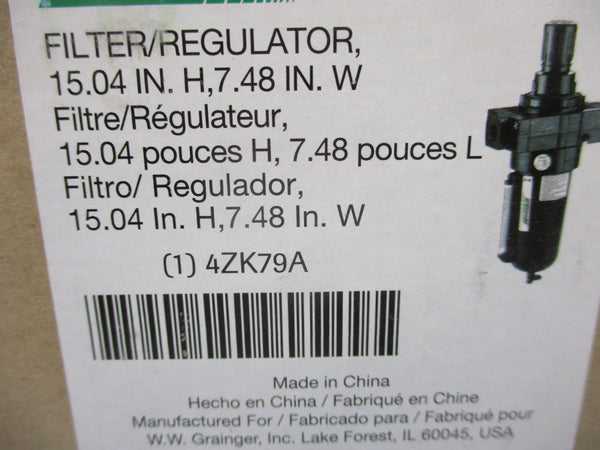 FILTER/REGULATOR,
15.04 IN. H,7.48 IN. W
Filtre/Régulateur,
15.04 pouces H, 7.48 pouces L
Filtro/ Regulador,
15.04 In. H,7.48 In. W
(1) 4ZK79A
Made in China
Hecho en China / Fabriqué en Chine
Manufactured For / Fabricado para / Fabriqué pour
W.W. Grainger, Inc. Lake Forest, IL 60045, USA